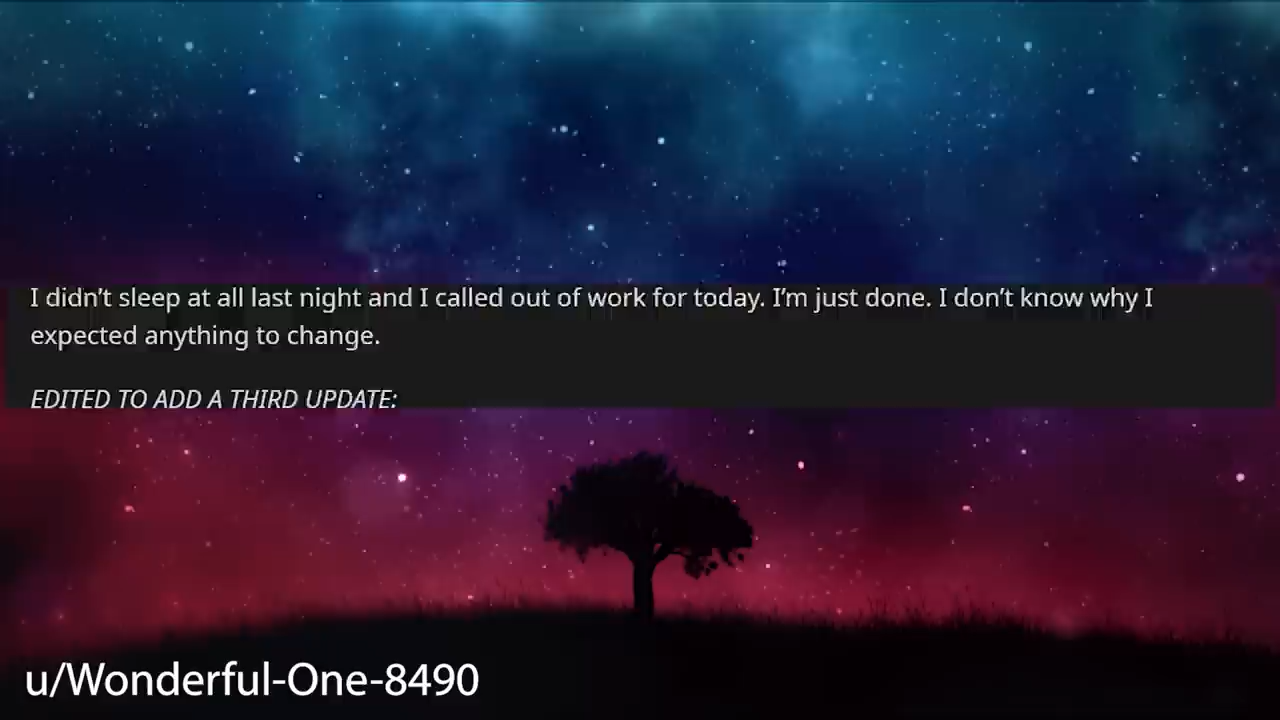 I didn’t sleep at all last night and I called out of work for today. I’m just done. I don’t know why I
expected anything to change.
EDITED TO ADD A THIRD UPDATE:
u/Wonderful-One-8490